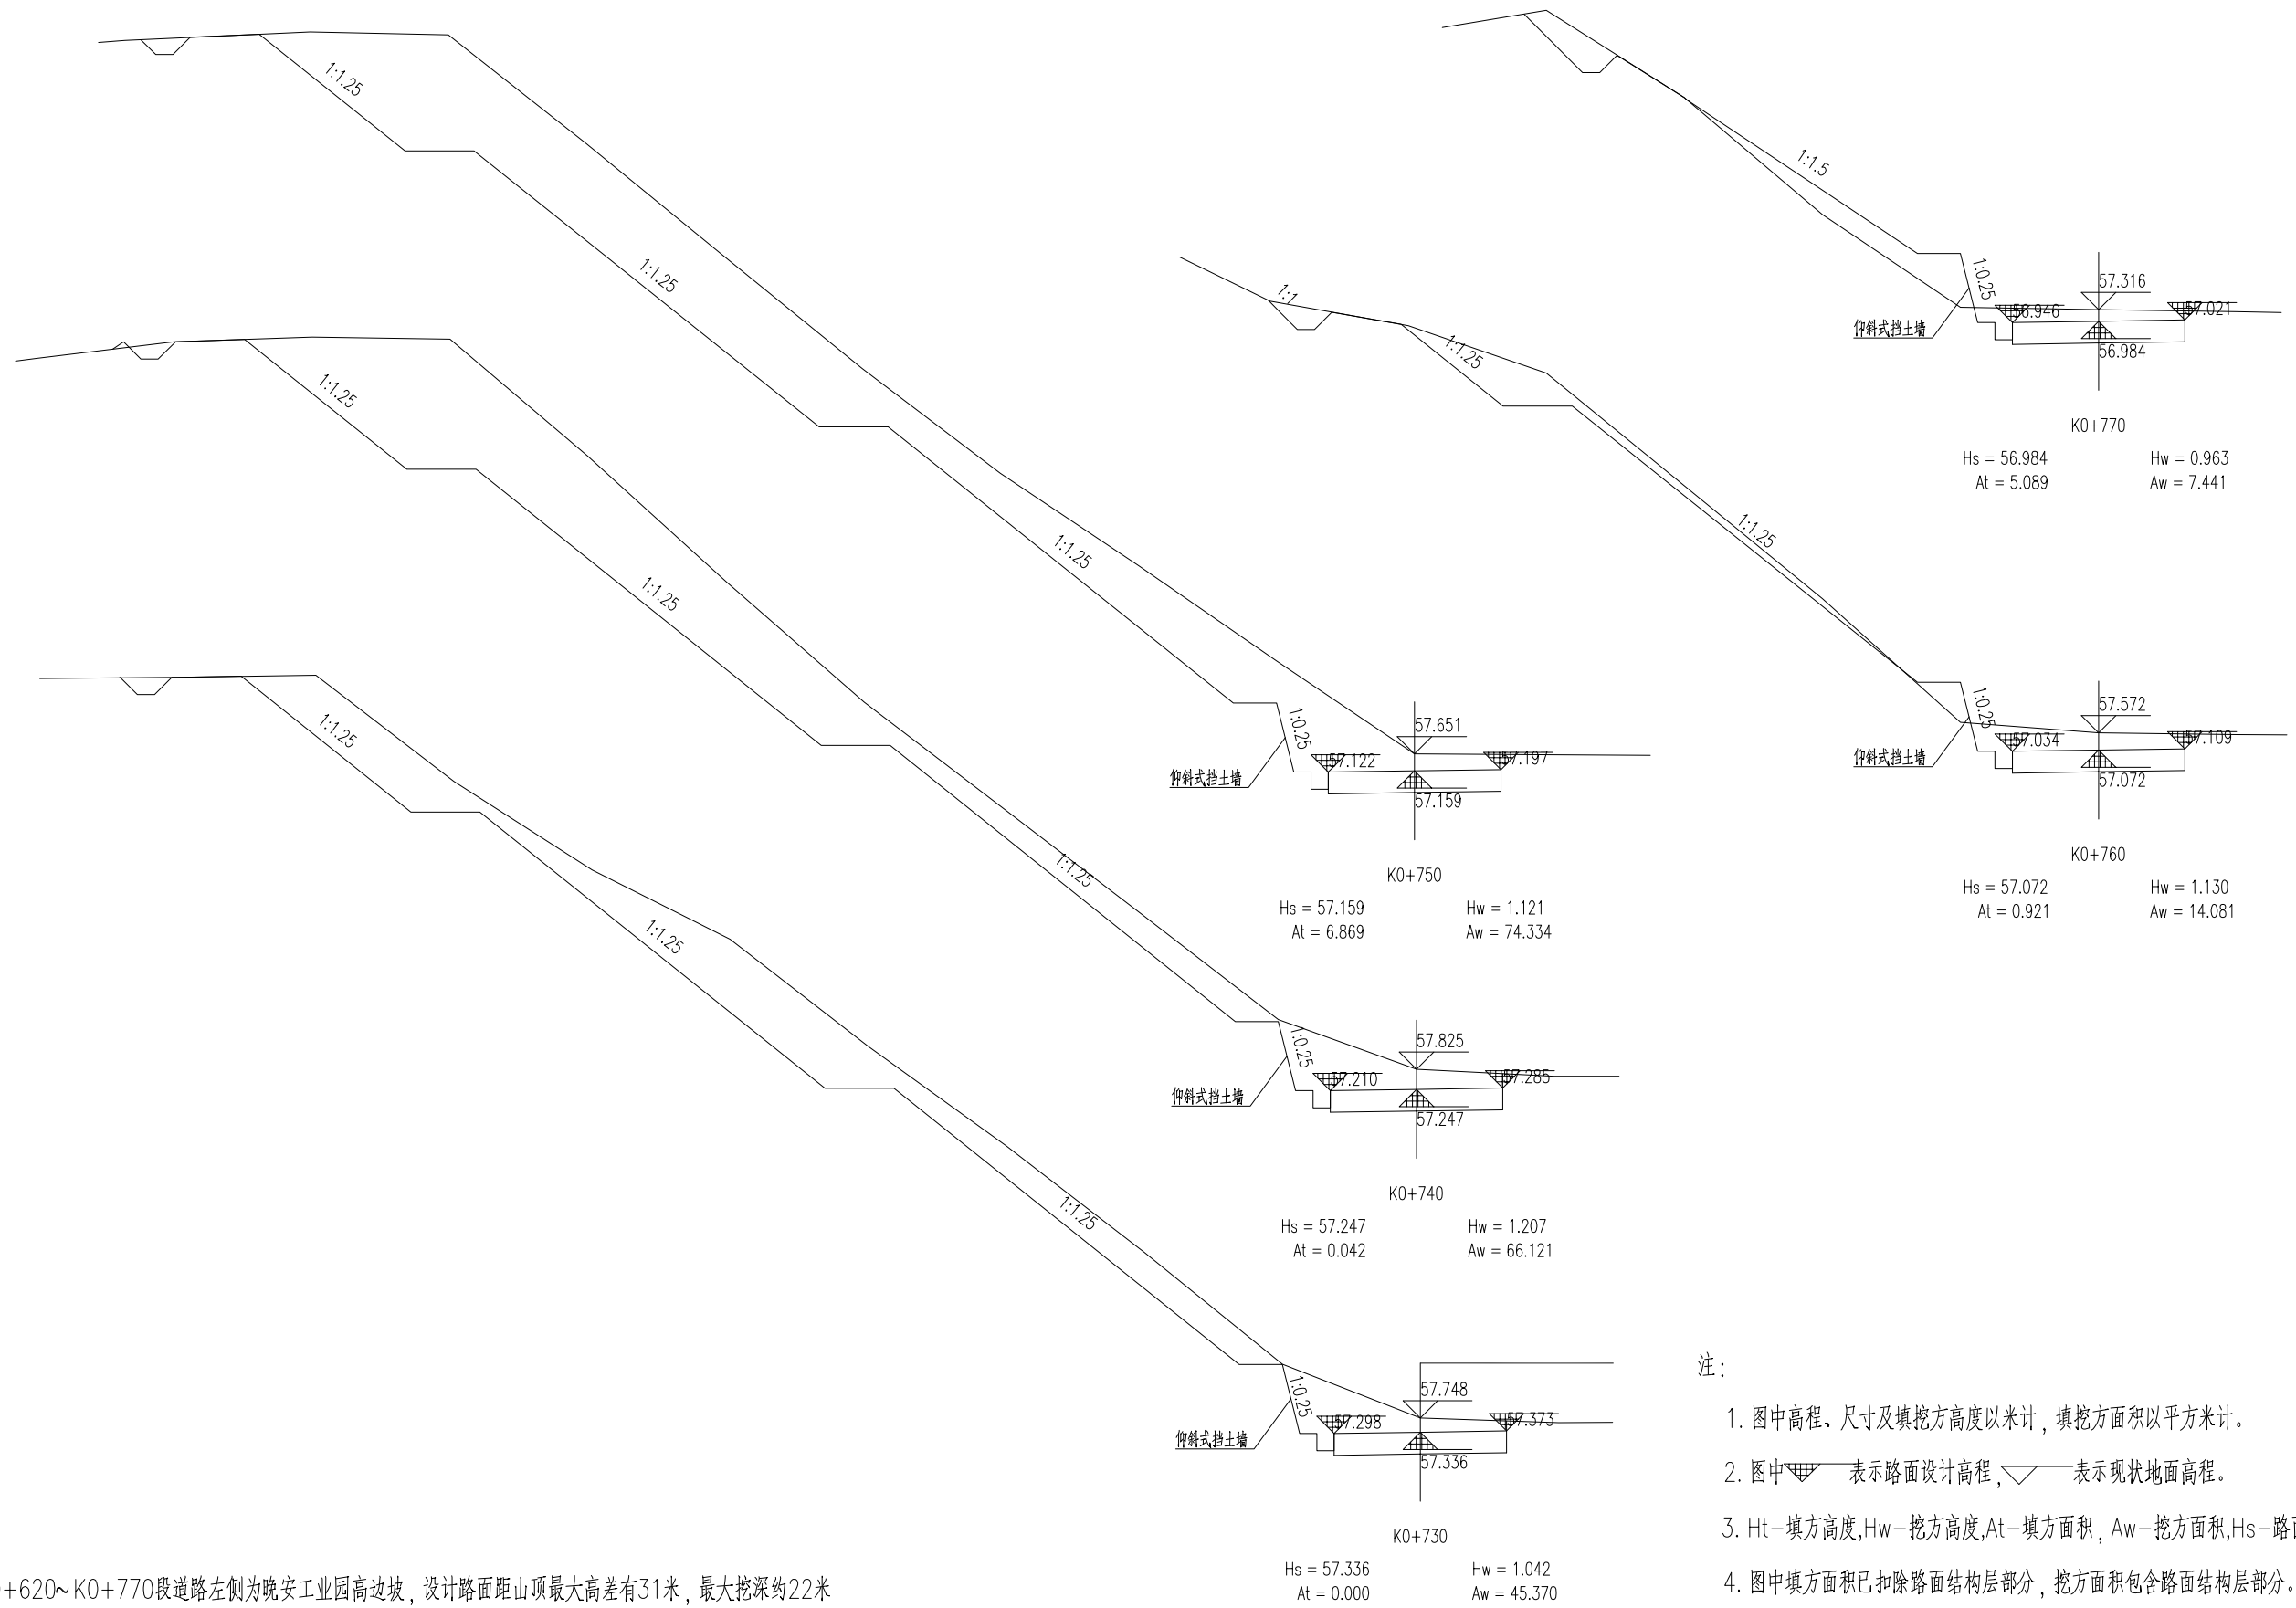 1:1.25
1:1.25
1:1.25
1:0.25
57.651
57.122
57.197
57.159
仰斜式挡土墙
K0+750
Hs = 57.159
Hw = 1.121
At = 6.869
Aw = 74.334
1:1.5
1:0.25
57.316
56.946
57.021
56.984
仰斜式挡土墙
K0+770
Hs = 56.984
Hw = 0.963
At = 5.089
Aw = 7.441
1:1
1:1.25
1:1.25
1:0.25
57.572
57.034
57.109
57.072
仰斜式挡土墙
K0+760
Hs = 57.072
Hw = 1.130
At = 0.921
Aw = 14.081
1:1.25
1:1.25
1:1.25
1:0.25
57.825
57.210
57.285
57.247
仰斜式挡土墙
K0+740
Hs = 57.247
Hw = 1.207
At = 0.042
Aw = 66.121
1:1.25
1:1.25
1:1.25
1:0.25
57.748
57.298
57.373
57.336
仰斜式挡土墙
K0+730
Hs = 57.336
Hw = 1.042
At = 0.000
Aw = 45.370
+620~K0+770段道路左侧为晚安工业园高边坡,设计路面距山顶最大高差有31米,最大挖深约22米
注:
1. 图中高程、尺寸及填挖方高度以米计,填挖方面积以平方米计。
2. 图中 表示路面设计高程, 表示现状地面高程。
3. Ht-填方高度,Hw-挖方高度,At-填方面积,Aw-挖方面积,Hs-路
4. 图中填方面积已扣除路面结构层部分,挖方面积包含路面结构层部分。